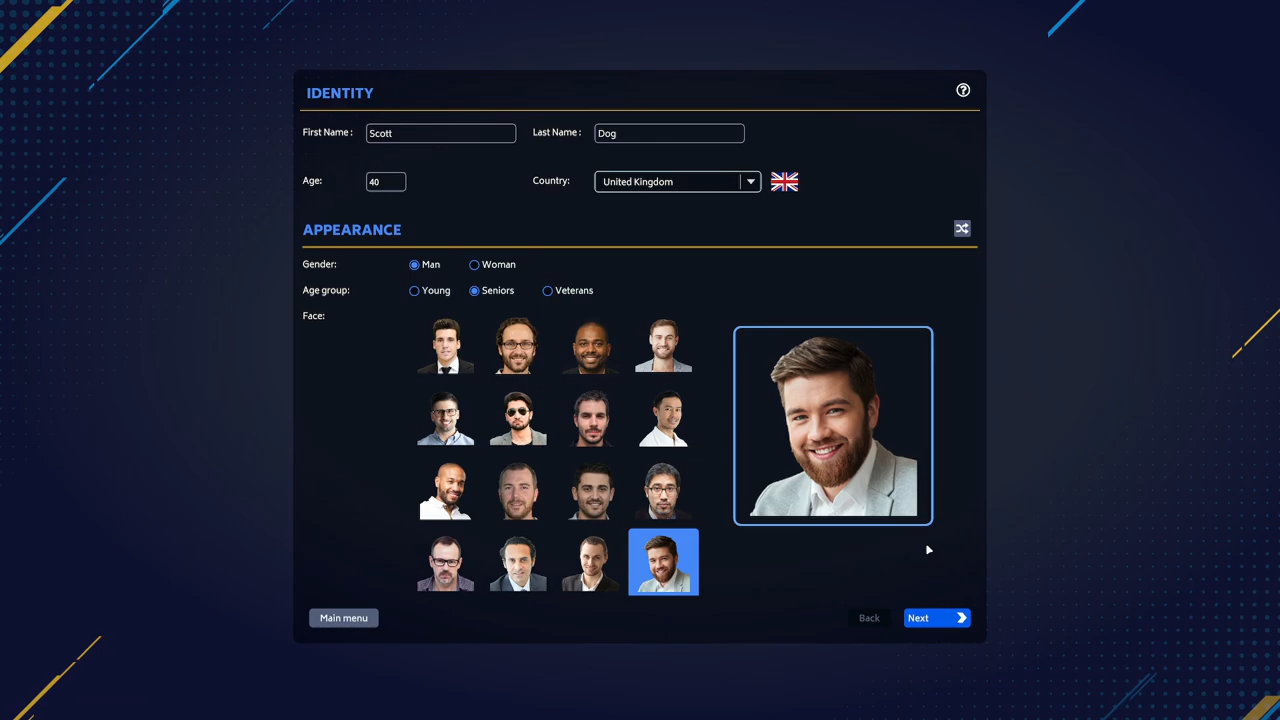 IDENTITY
First Name : Scott Last Name : Dog
Age: 40 Country: United Kingdom
APPEARANCE
Gender: Man Woman
Age group: Young Seniors Veterans
Face:
Main menu Back Next